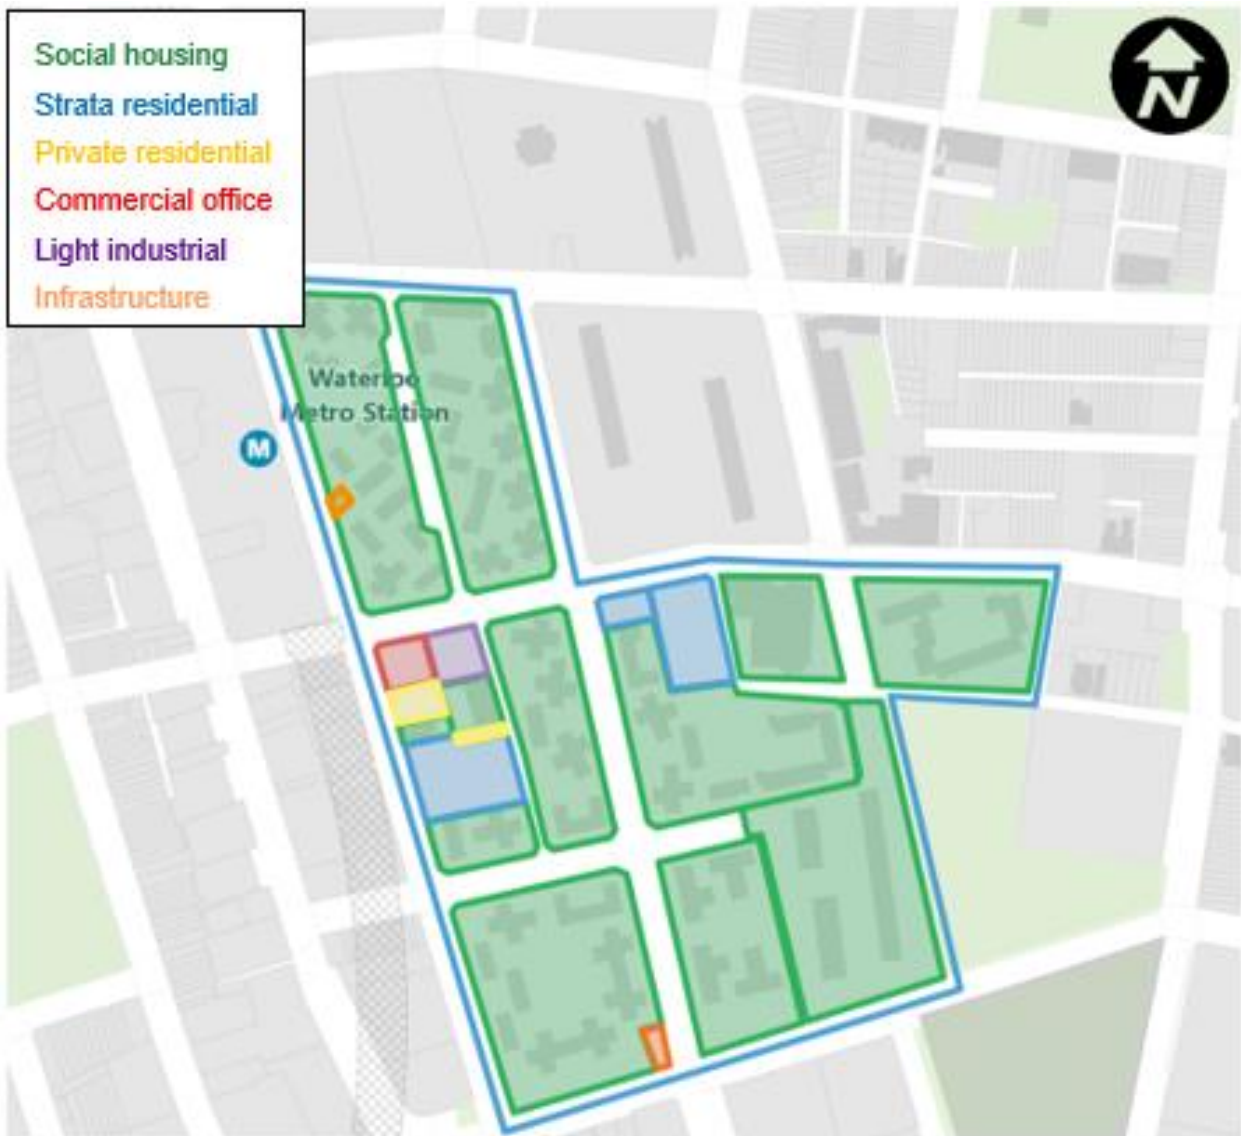 Social housing
Strata residential
Private residential
Commercial office
Light industrial
Infrastructure
N
Waterloo
Metro Station
M